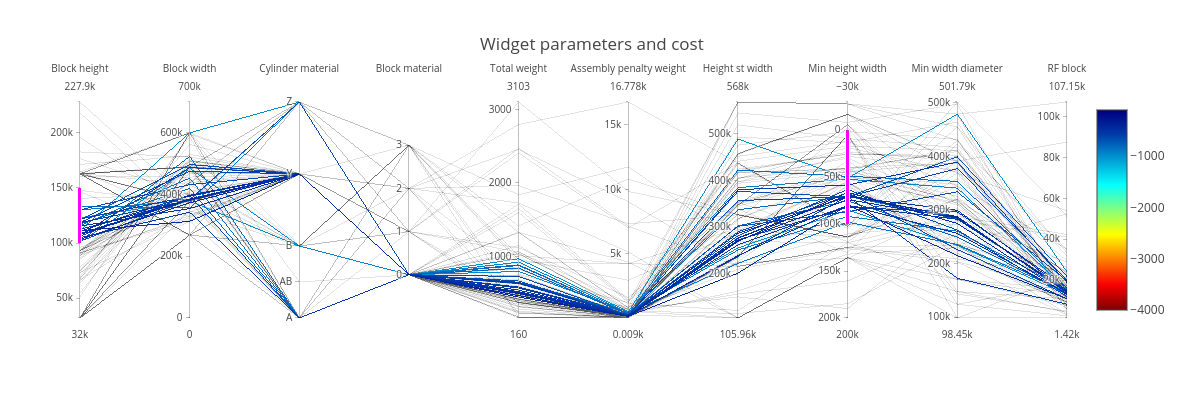 Widget parameters and cost
Block height Block width Cylinder material Block material Total weight Assembly penalty weight Height st width Min height width Min width diameter RF block
227.9k 700k 3103 16.778k 568k −30k 501.79k 107.15k
200k 150k 100k 50k
600k 400k 200k 0
Z Y B AB A
3 2 1 0
3000 2000 1000
15k 10k 5k
500k 400k 300k 200k
0 50k 100k 150k 200k
500k 400k 300k 200k 100k
100k 80k 60k 40k 20k
−1000
−2000
−3000
−4000
32k 0 160 0.009k 105.96k 200k 98.45k 1.42k